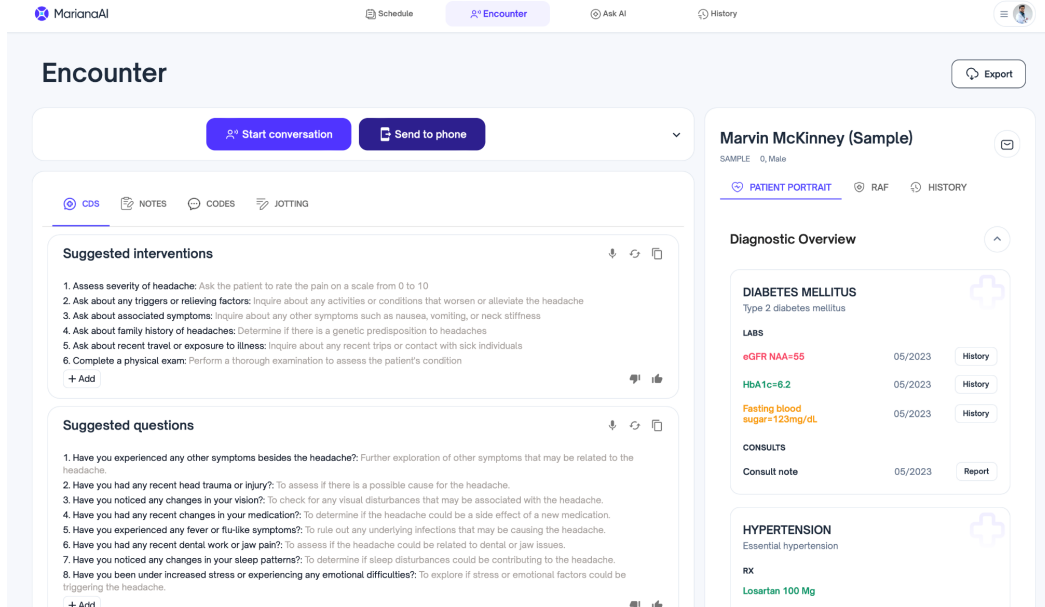 MarianaAI
Schedule
Encounter
Ask AI
History
Encounter
Export
Start conversation
Send to phone
CDS
NOTES
CODES
JOTTING
Suggested interventions
1. Assess severity of headache: Ask the patient to rate the pain on a scale from 0 to 10
2. Ask about any triggers or relieving factors: Inquire about any activities or conditions that worsen or alleviate the headache
3. Ask about associated symptoms: Inquire about any other symptoms such as nausea, vomiting, or neck stiffness
4. Ask about family history of headaches: Determine if there is a genetic predisposition to headaches
5. Ask about recent travel or exposure to illness: Inquire about any recent trips or contact with sick individuals
6. Complete a physical exam: Perform a thorough examination to assess the patient's condition
+ Add
Suggested questions
1. Have you experienced any other symptoms besides the headache?: Further exploration of other symptoms that may be related to the
headache.
2. Have you had any recent head trauma or injury?: To assess if there is a possible cause for the headache.
3. Have you noticed any changes in your vision?: To check for any visual disturbances that may be associated with the headache.
4. Have you had any recent changes in your medication?: To determine if the headache could be a side effect of a new medication.
5. Have you experienced any fever or flu-like symptoms?: To rule out any underlying infections that may be causing the headache.
6. Have you had any recent dental work or jaw pain?: To assess if the headache could be related to dental or jaw issues.
7. Have you noticed any changes in your sleep patterns?: To determine if sleep disturbances could be contributing to the headache.
8. Have you been under increased stress or experiencing any emotional difficulties?: To explore if stress or emotional factors could be
triggering the headache.
+ Add
Marvin McKinney (Sample)
SAMPLE 0, Male
PATIENT PORTRAIT
RAF
HISTORY
Diagnostic Overview
DIABETES MELLITUS
Type 2 diabetes mellitus
LABS
eGFR NAA=55 05/2023 History
HbA1c=6.2 05/2023 History
Fasting blood
sugar=123mg/dL 05/2023 History
CONSULTS
Consult note 05/2023 Report
HYPERTENSION
Essential hypertension
RX
Losartan 100 Mg